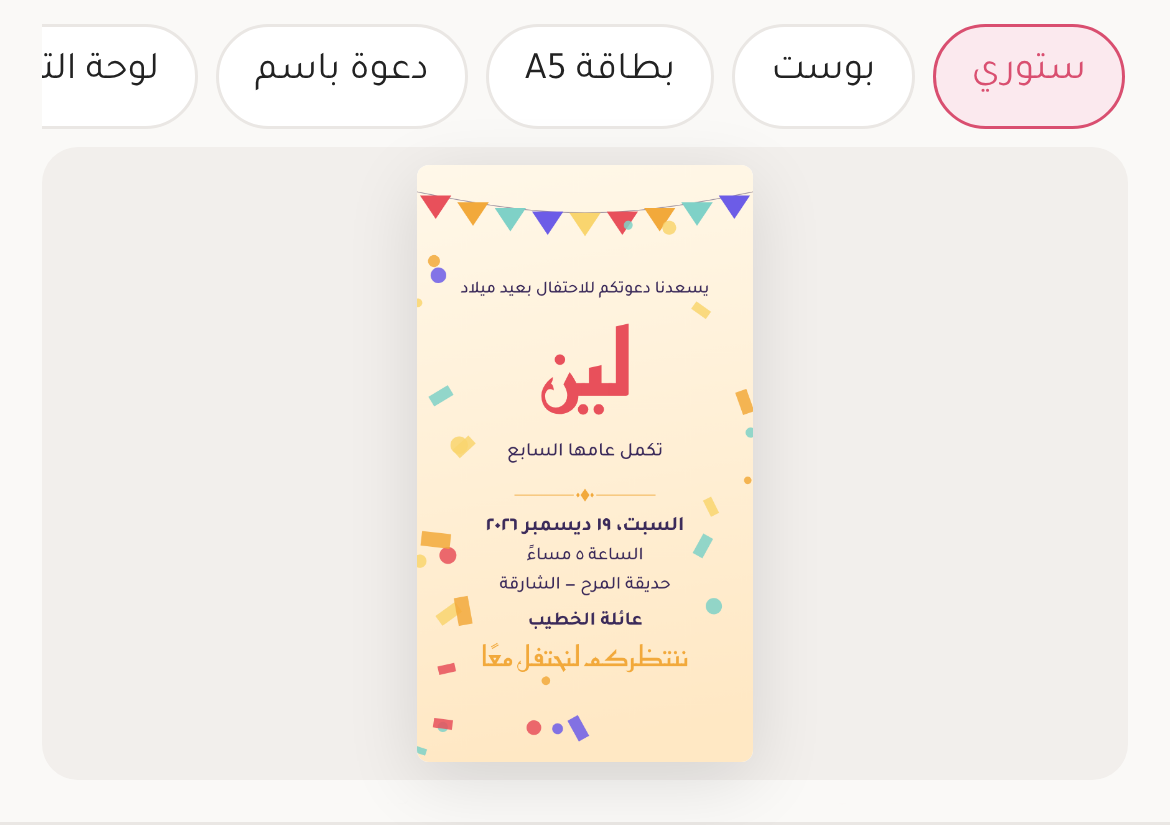 ستوري
بوست
بطاقة A5
دعوة باسم
لوحة
يسعدنا دعوتكم للاحتفال بعيد ميلاد
لين
تكمل عامها السابع
السبت، ١٩ ديسمبر ٢٠٢٦
الساعة ٥ مساءً
حديقة المرح – الشارقة
عائلة الخطيب
ننتظركم لنحتفل معًا